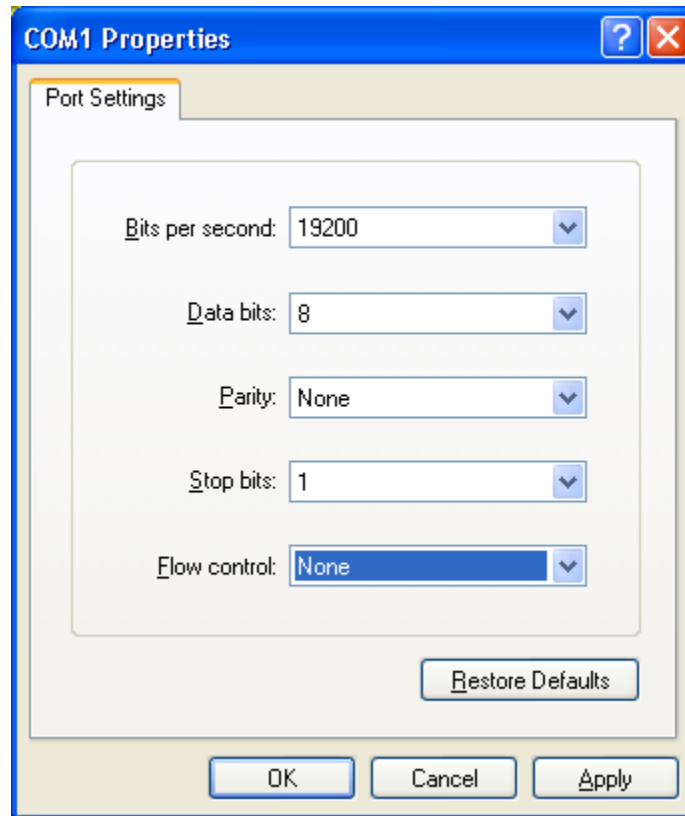 COM1 Properties
Port Settings
Bits per second: 19200
Data bits: 8
Parity: None
Stop bits: 1
Flow control: None
Restore Defaults
OK Cancel Apply